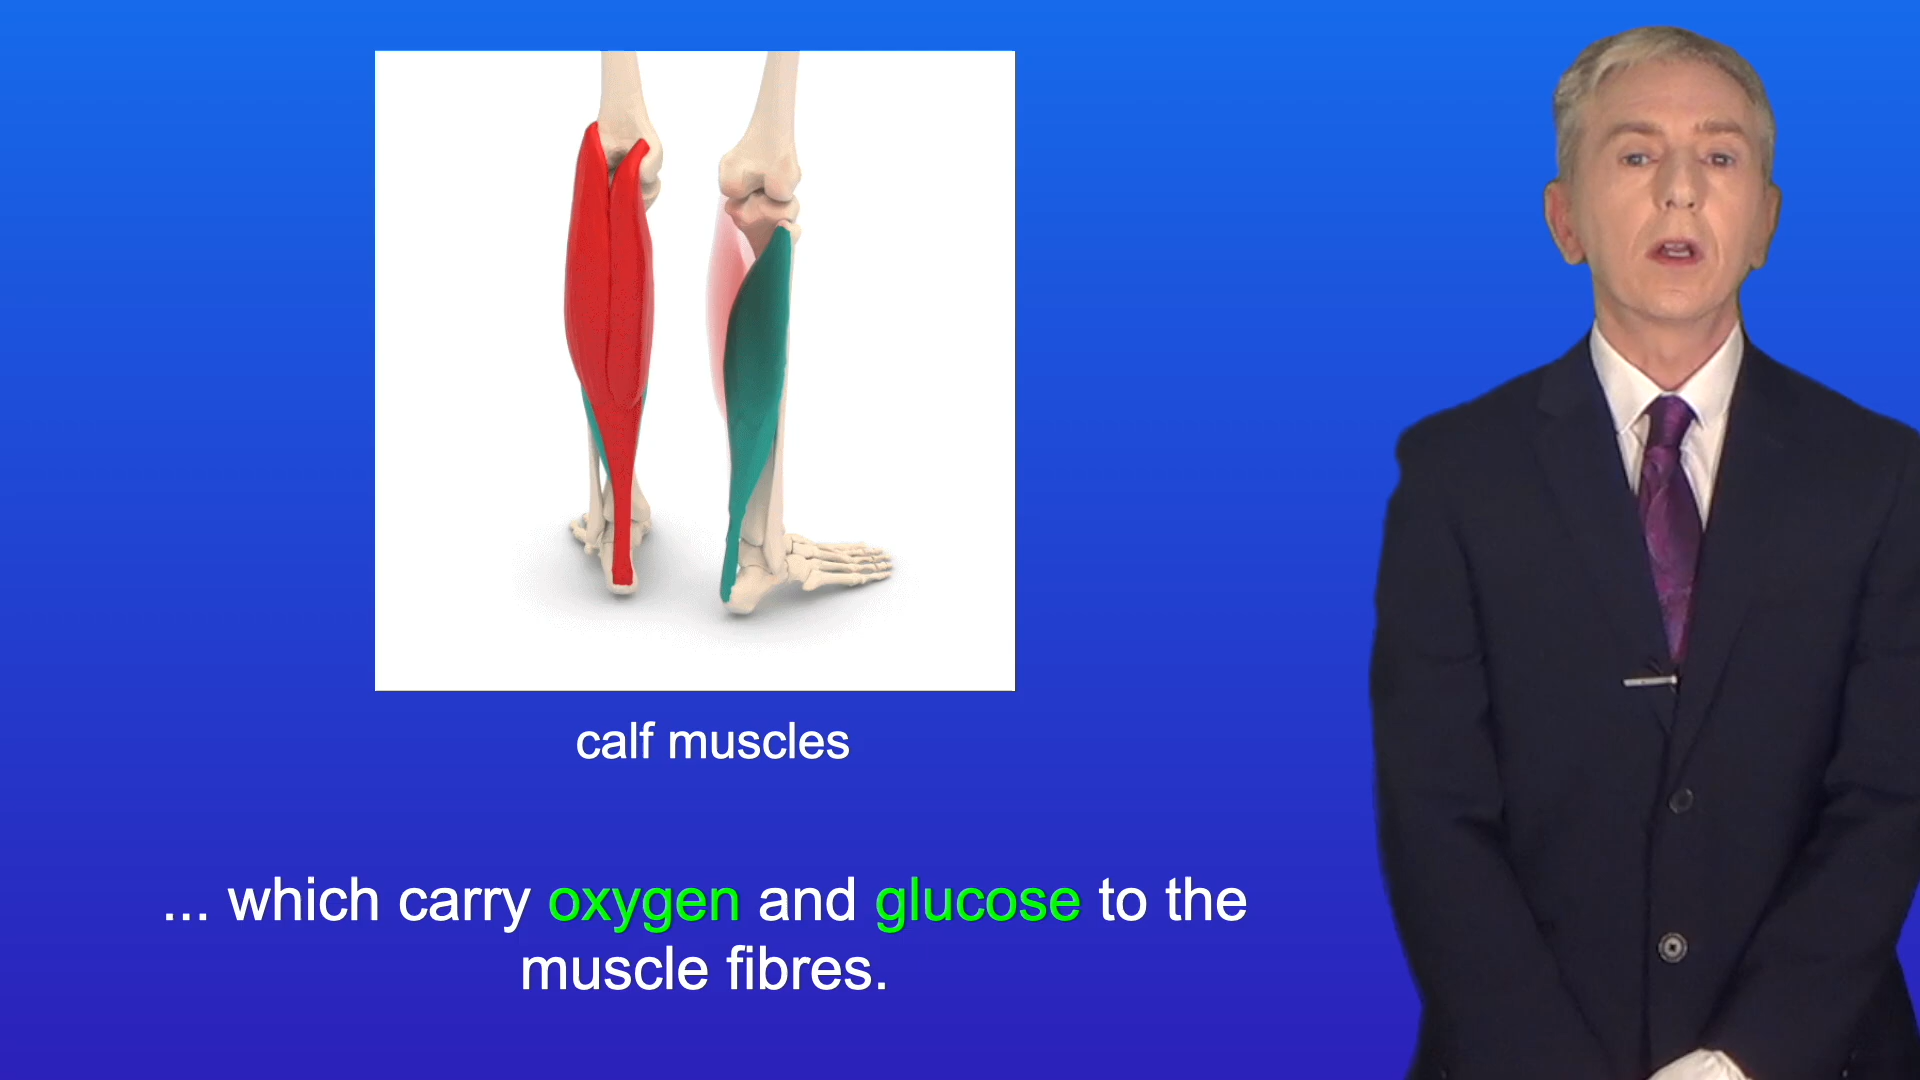 calf muscles
... which carry oxygen and glucose to the
muscle fibres.